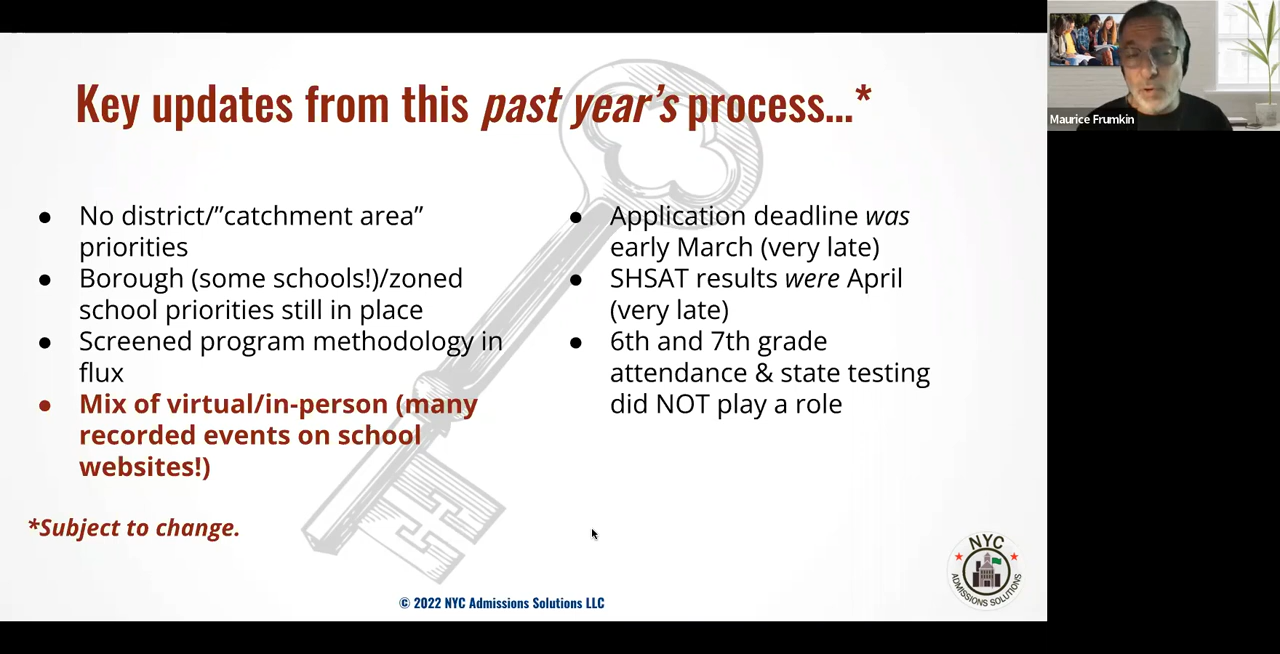 Key updates from this past year's process...*
No district/"catchment area"
priorities
Borough (some schools!)/zoned
school priorities still in place
Screened program methodology in
flux
Mix of virtual/in-person (many
recorded events on school
websites!)
*Subject to change.
Application deadline was
early March (very late)
SHSAT results were April
(very late)
6th and 7th grade
attendance & state testing
did NOT play a role
© 2022 NYC Admissions Solutions LLC
NYC
ADMISSIONS SOLUTIONS
Maurice Frumkin